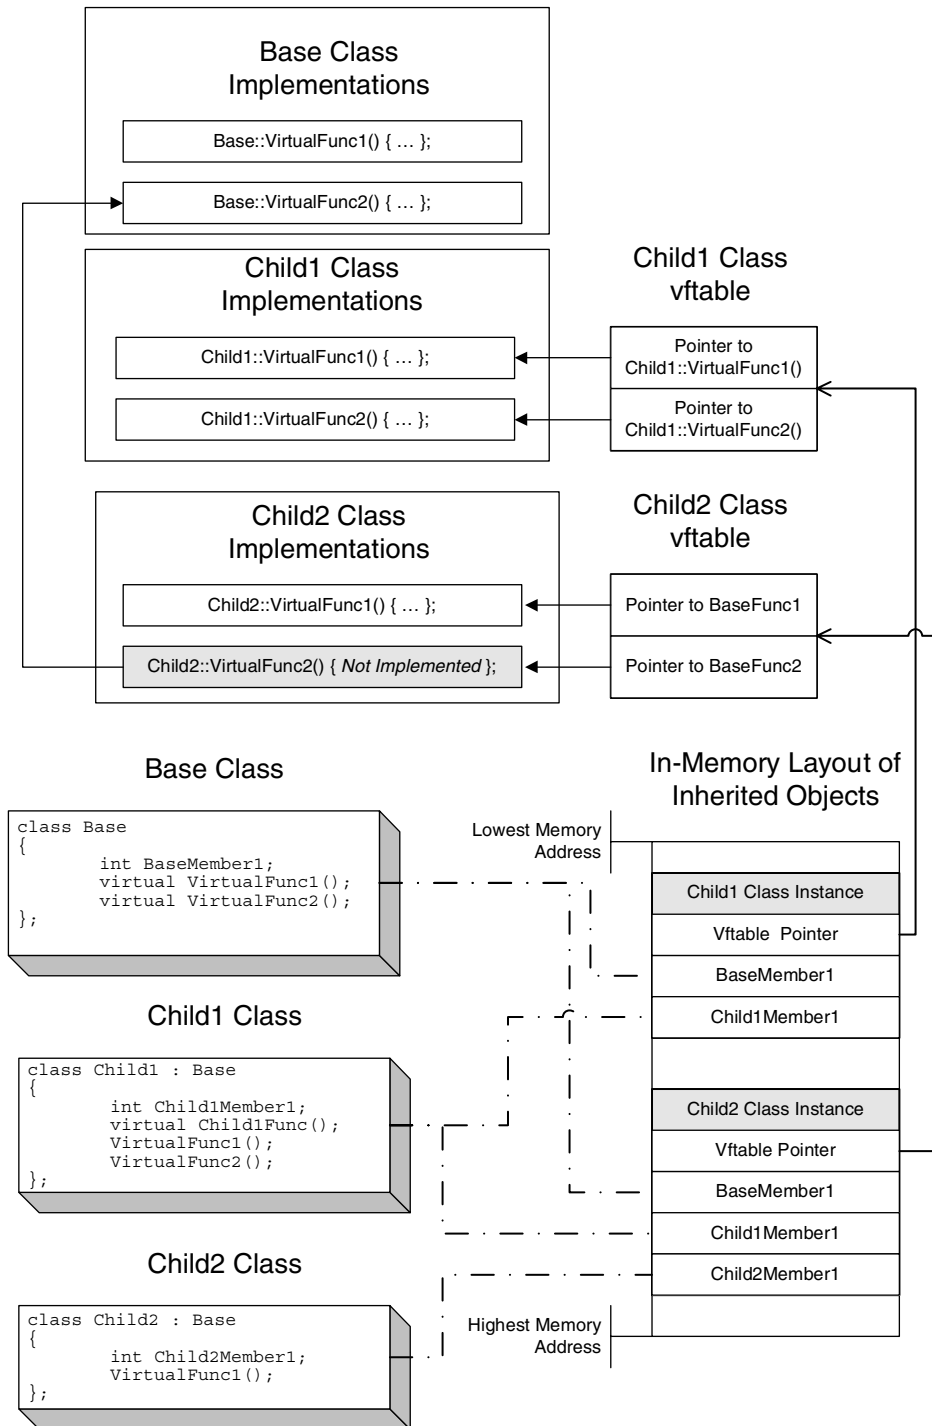 Base Class
Implementations
Base::VirtualFunc1() { … };
Base::VirtualFunc2() { … };
Child1 Class
Implementations
Child1::VirtualFunc1() { … };
Child1::VirtualFunc2() { … };
Child1 Class
vftable
Pointer to
Child1::VirtualFunc1()
Pointer to
Child1::VirtualFunc2()
Child2 Class
Implementations
Child2::VirtualFunc1() { … };
Child2::VirtualFunc2() { Not Implemented };
Child2 Class
vftable
Pointer to BaseFunc1
Pointer to BaseFunc2
Base Class
class Base
{
int BaseMember1;
virtual VirtualFunc1();
virtual VirtualFunc2();
};
Child1 Class
class Child1 : Base
{
int Child1Member1;
virtual Child1Func();
VirtualFunc1();
VirtualFunc2();
};
Child2 Class
class Child2 : Base
{
int Child2Member1;
VirtualFunc1();
};
In-Memory Layout of
Inherited Objects
Lowest Memory
Address
Child1 Class Instance
Vftable Pointer
BaseMember1
Child1Member1
Child2 Class Instance
Vftable Pointer
BaseMember1
Child1Member1
Child2Member1
Highest Memory
Address